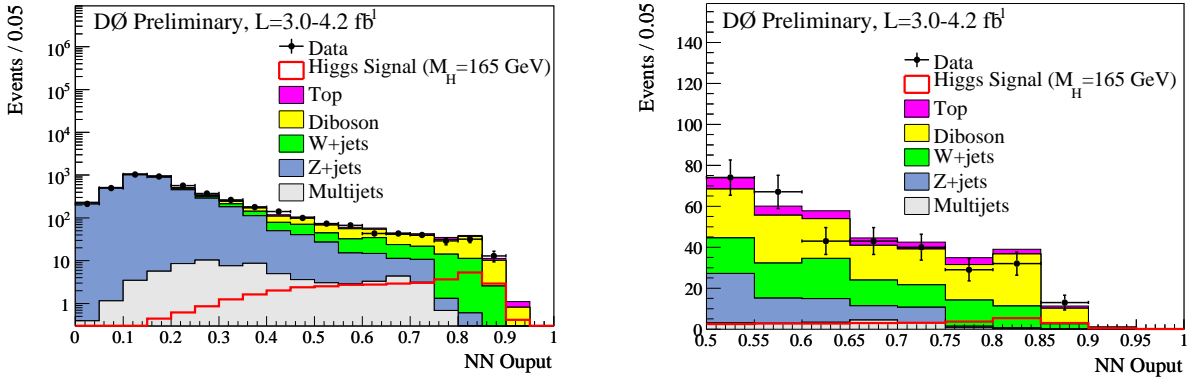 DØ Preliminary, L=3.0-4.2 fb¹
Data
Higgs Signal (M_H=165 GeV)
Top
Diboson
W+jets
Z+jets
Multijets
Events / 0.05
10⁶
10⁵
10⁴
10³
10²
10
1
0 0.1 0.2 0.3 0.4 0.5 0.6 0.7 0.8 0.9 1
NN Ouput
DØ Preliminary, L=3.0-4.2 fb¹
Data
Higgs Signal (M_H=165 GeV)
Top
Diboson
W+jets
Z+jets
Multijets
Events / 0.05
140
120
100
80
60
40
20
0
0.5 0.55 0.6 0.65 0.7 0.75 0.8 0.85 0.9 0.95 1
NN Ouput